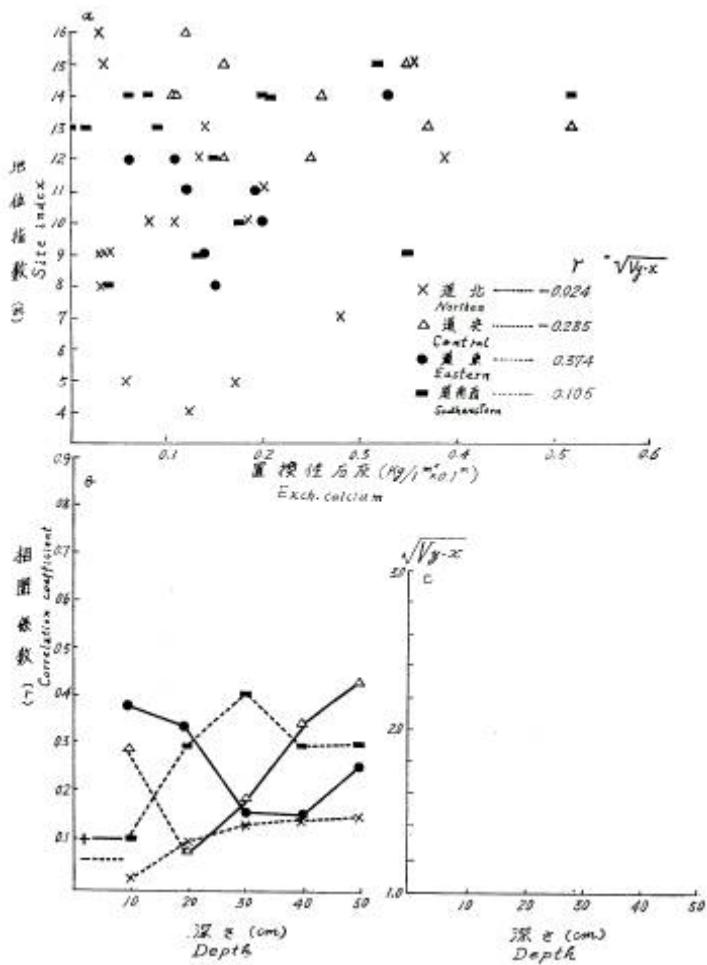 a
16
15
14
13
12
11
10
9
8
7
6
5
4
地位指数 (m)
Site index
γ √Vy·x
× 道北 −0.024
Northen
△ 道央 −0.285
Central
● 道東 0.374
Eastern
■ 道南西 0.105
0.1 0.2 0.3 0.4 0.5 0.6
置換性石灰 (Kg/1m²×0.1m)
Exch. calcium
0.9
0.8
0.7
0.6
0.5
0.4
0.3
0.2
0.1
相関係数 (γ)
Correlation coefficient
+
10 20 30 40 50
深さ (cm)
Depth
√Vy·x
c
3.0
2.0
1.0
10 20 30 40 50
深さ (cm)
Depth